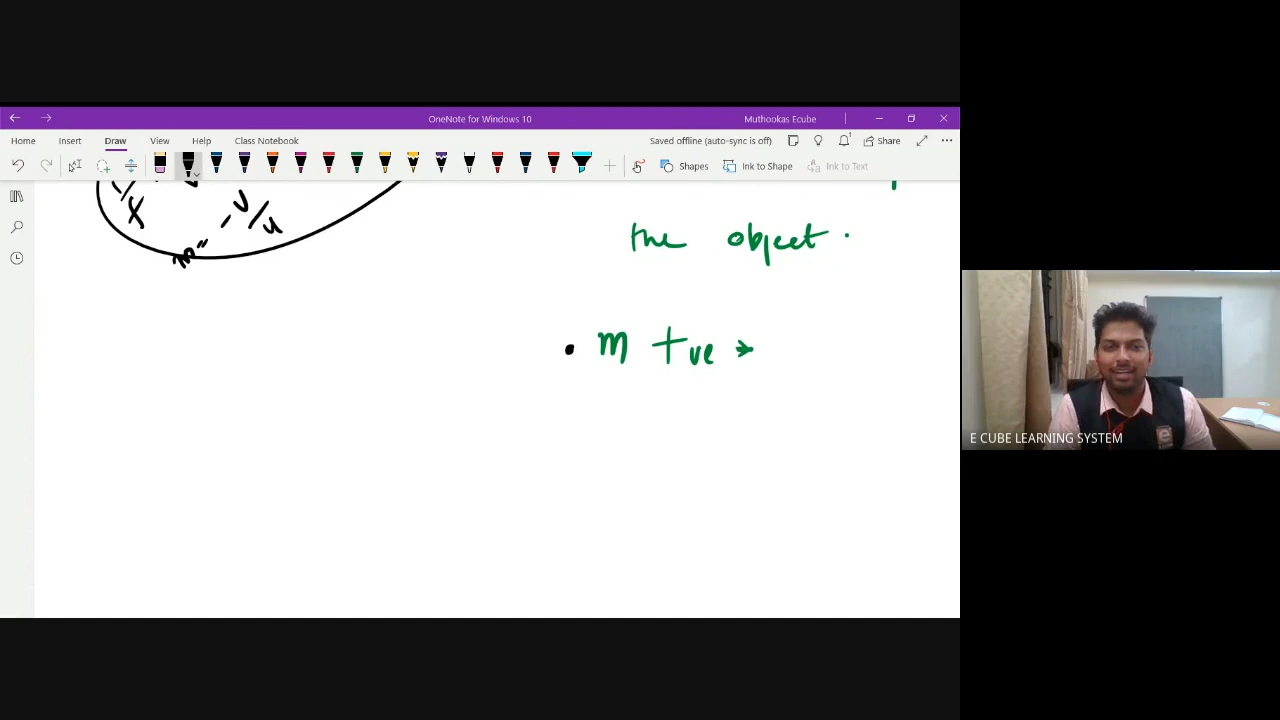 OneNote for Windows 10
Muthookas Ecube
Home Insert Draw View Help Class Notebook
Saved offline (auto-sync is off)
Share
Shapes
Ink to Shape
Ink to Text
-v/u
m"
the object.
• m +ve →
E CUBE LEARNING SYSTEM